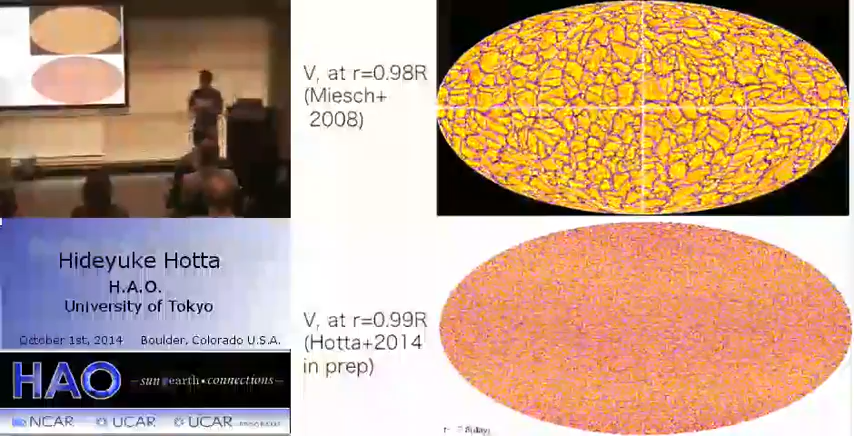 V, at r=0.98R
(Miesch+
2008)
Hideyuke Hotta
H.A.O.
University of Tokyo
October 1st, 2014 Boulder, Colorado U.S.A.
V, at r=0.99R
(Hotta+2014
in prep)
HAO —sun earth•connections—
NCAR UCAR UCAR